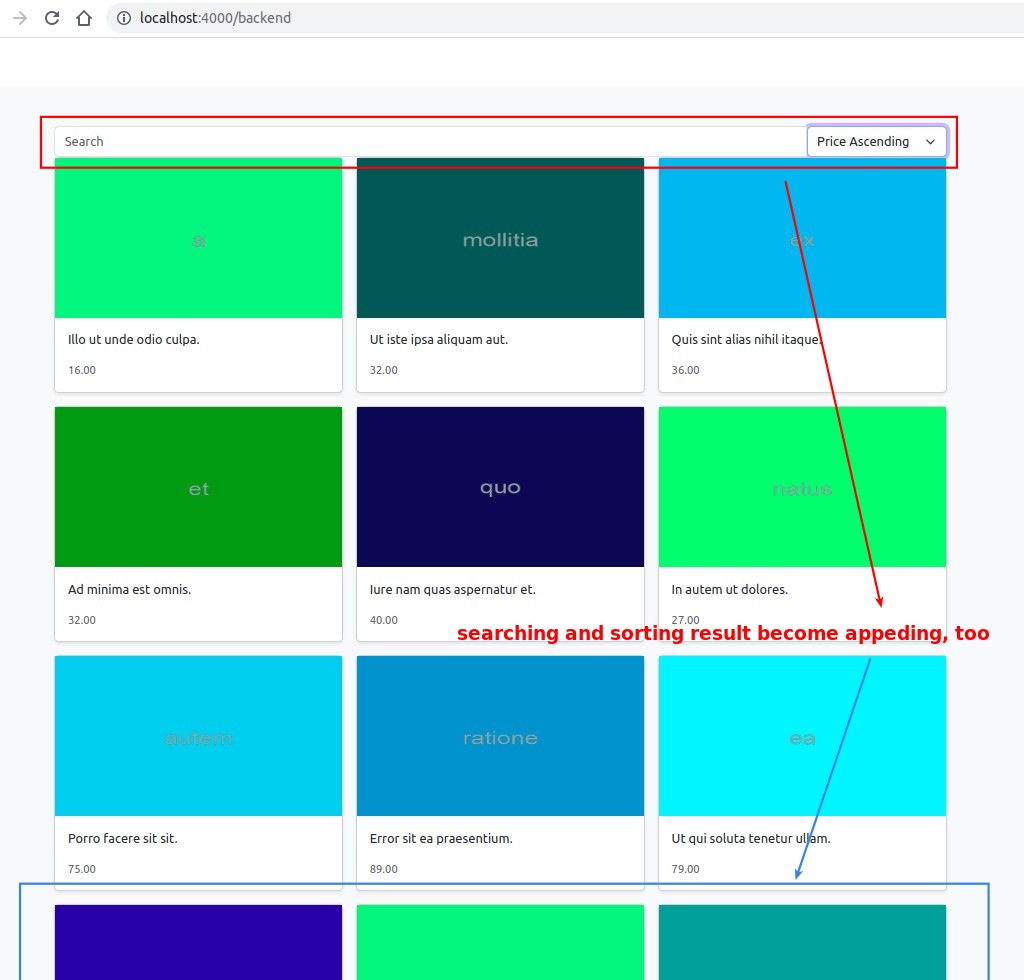 localhost:4000/backend
Search
Price Ascending
a
mollitia
ex
Illo ut unde odio culpa.
Ut iste ipsa aliquam aut.
Quis sint alias nihil itaque.
16.00
32.00
36.00
et
quo
natus
Ad minima est omnis.
Iure nam quas aspernatur et.
In autem ut dolores.
32.00
40.00
27.00
searching and sorting result become appeding, too
autem
ratione
ea
Porro facere sit sit.
Error sit ea praesentium.
Ut qui soluta tenetur ullam.
75.00
89.00
79.00